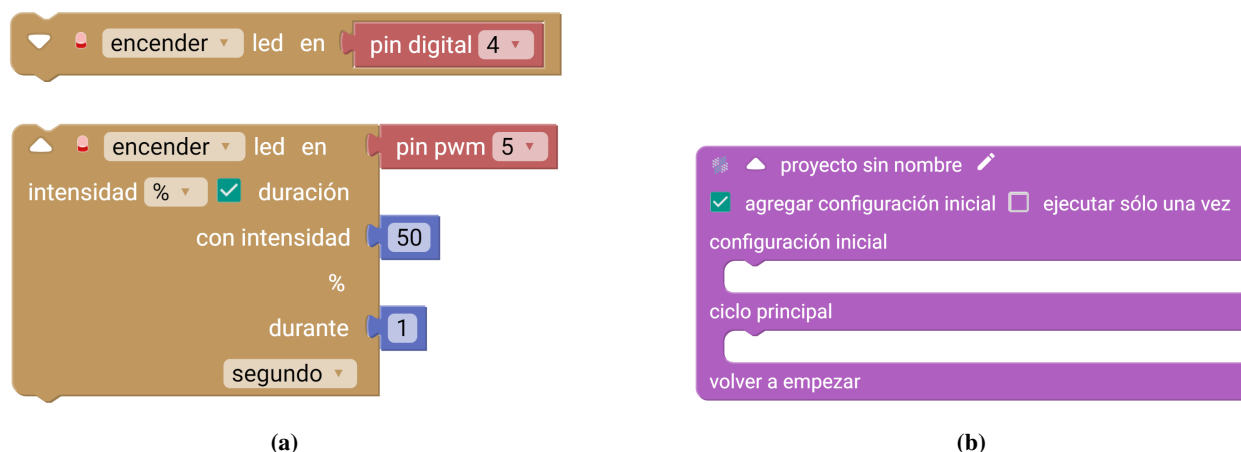 encender led en pin digital 4
encender led en pin pwm 5
intensidad % duración
con intensidad 50
%
durante 1
segundo
(a)
proyecto sin nombre
agregar configuración inicial ejecutar sólo una vez
configuración inicial
ciclo principal
volver a empezar
(b)